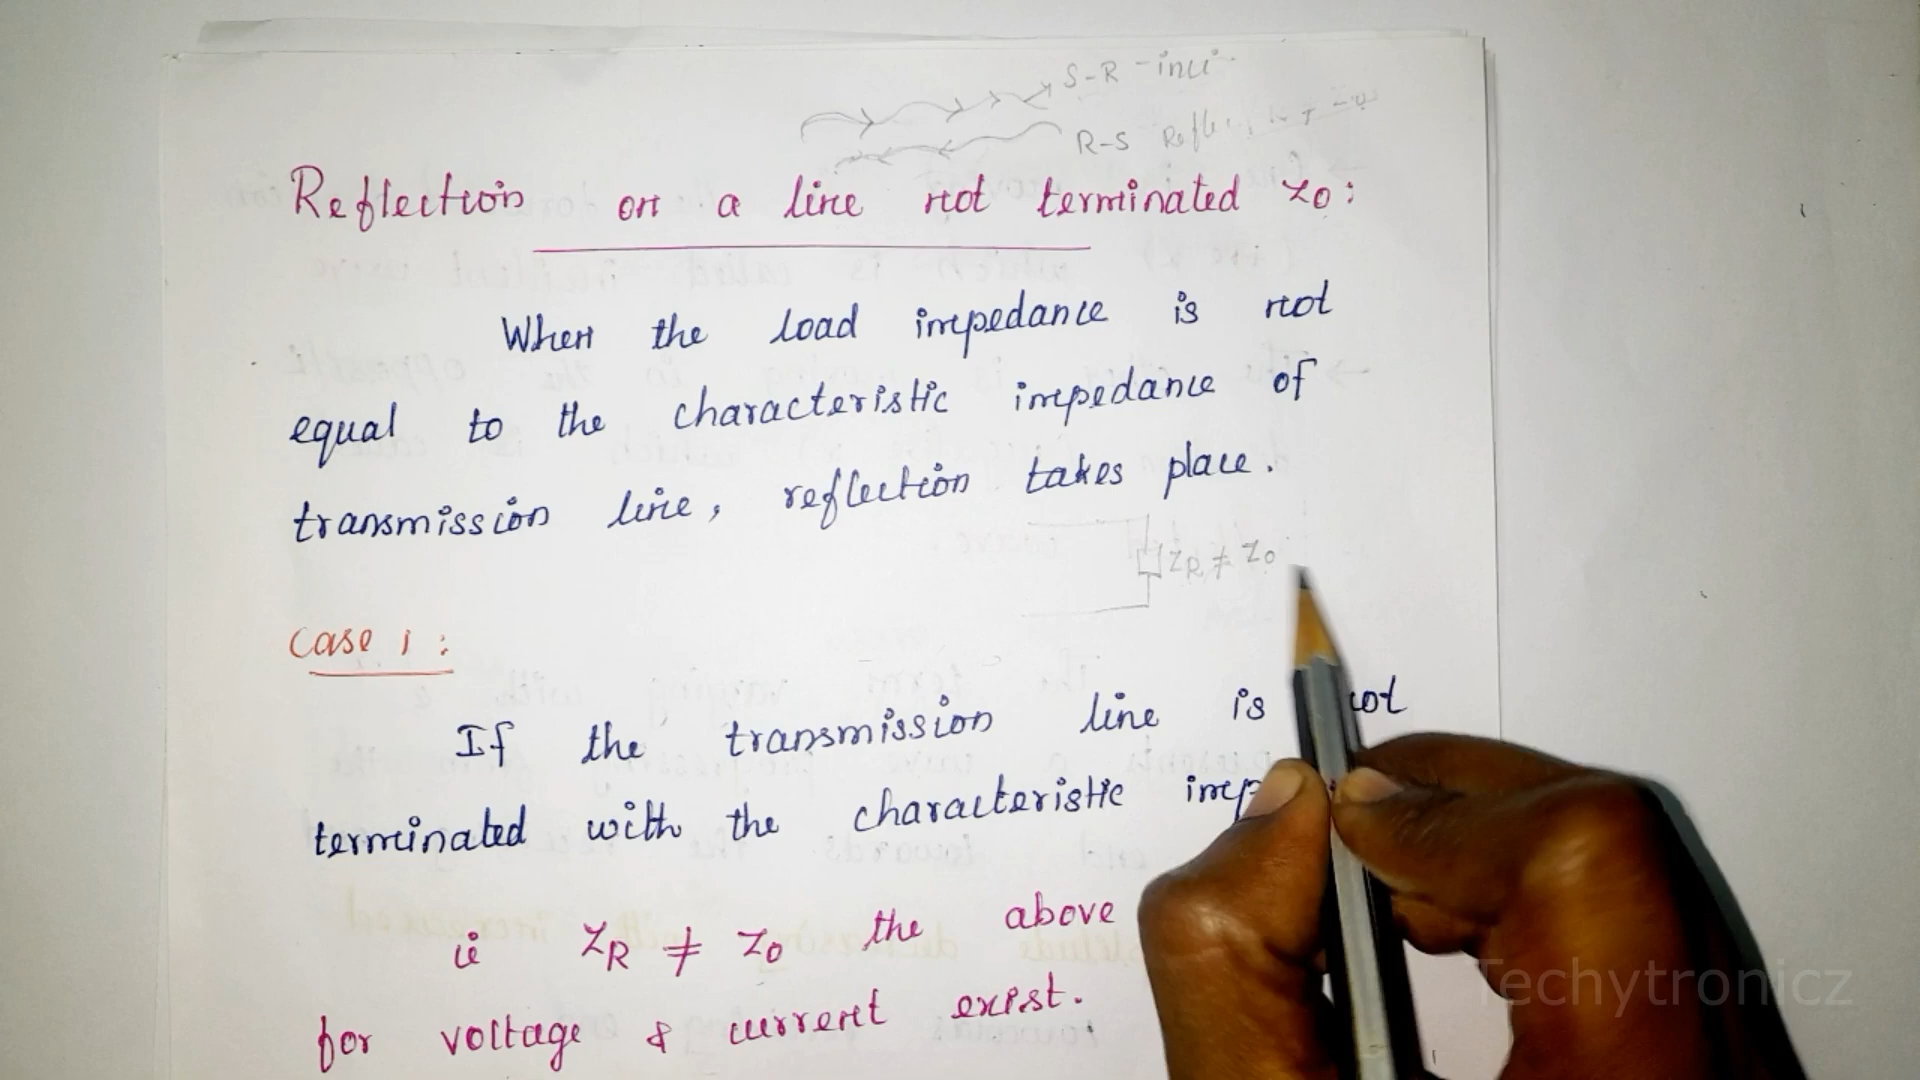 S-R - inci
R-S
Reflection on a line not terminated Z0:
When the load impedance is not
equal to the characteristic impedance of
transmission line, reflection takes place.
ZR ≠ Z0
Case 1:
If the transmission line is not
terminated with the characteristic imp
ie ZR ≠ Z0 the above
for voltage & current exist.
Techytronicz